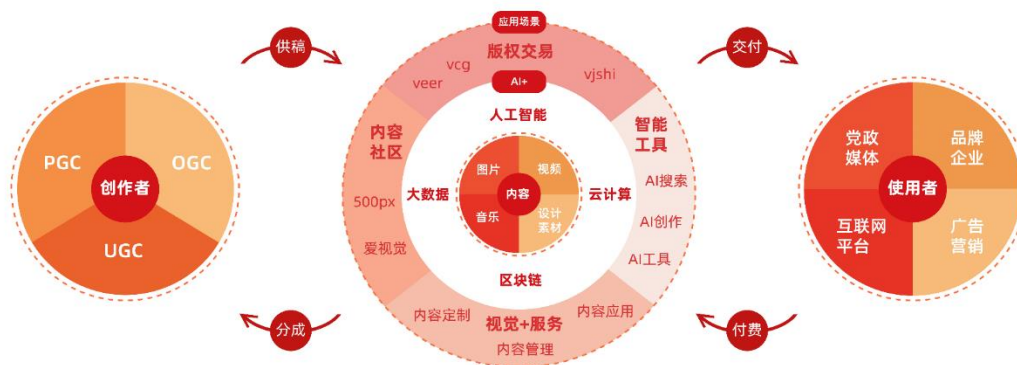 供稿
PGC
OGC
创作者
UGC
分成
应用场景
版权交易
vcg
veer
vjshi
AI+
人工智能
内容
社区
500px
爱视觉
大数据
图片
视频
内容
音乐
设计
素材
云计算
区块链
智能
工具
AI搜索
AI创作
AI工具
内容定制
视觉+服务
内容应用
内容管理
交付
党政
媒体
品牌
企业
使用者
互联网
平台
广告
营销
付费